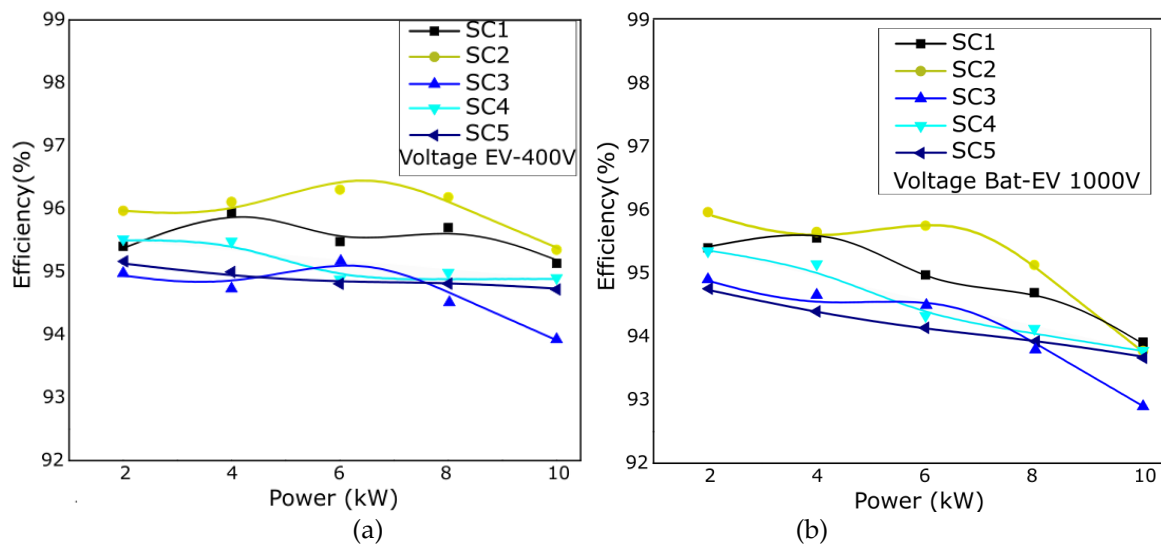 99
98
97
96
95
94
93
92
Efficiency(%)
SC1
SC2
SC3
SC4
SC5
Voltage EV-400V
2
4
6
8
10
Power (kW)
(a)
99
98
97
96
95
94
93
92
Efficiency(%)
SC1
SC2
SC3
SC4
SC5
Voltage Bat-EV 1000V
2
4
6
8
10
Power (kW)
(b)